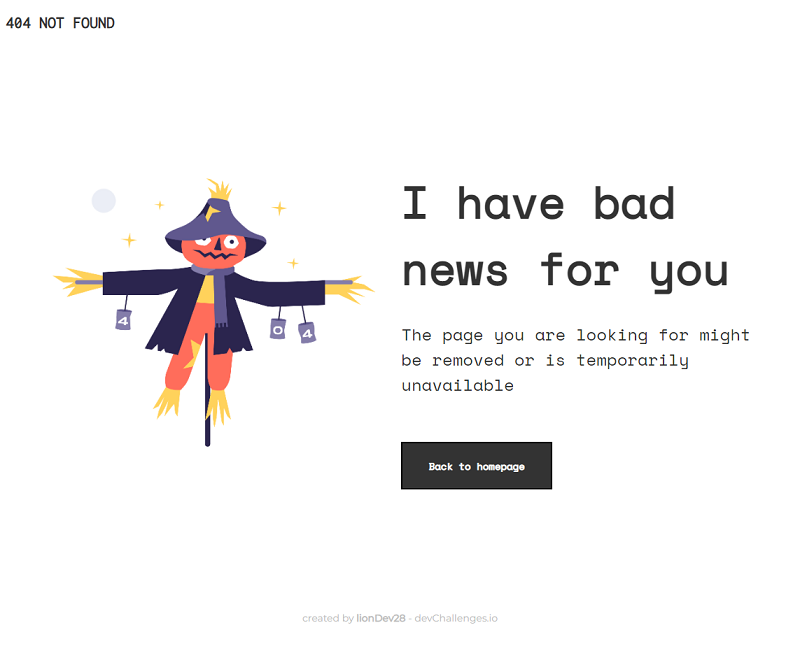 404 NOT FOUND
I have bad
news for you
The page you are looking for might
be removed or is temporarily
unavailable
4
0
4
Back to homepage
created by lionDev28 - devChallenges.io